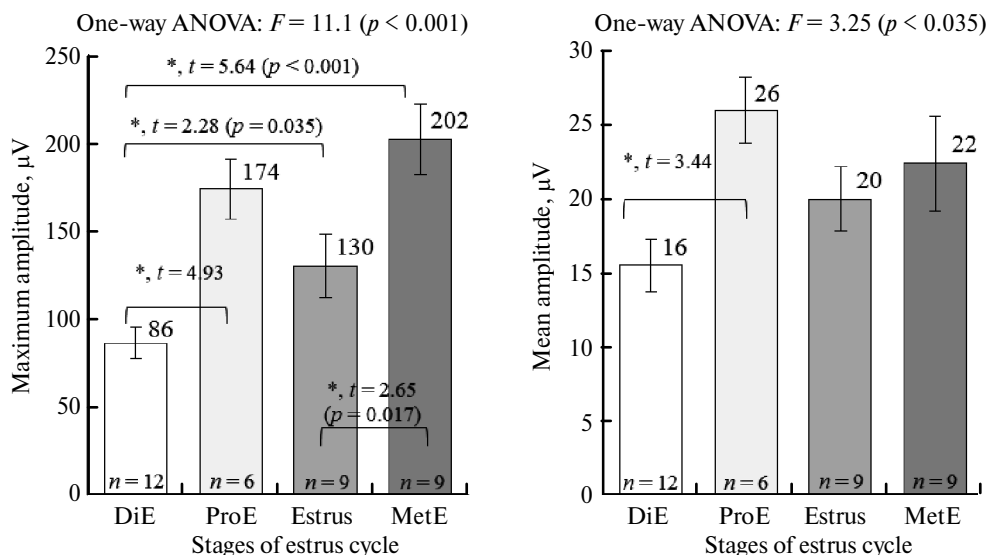 One-way ANOVA: F = 11.1 (p < 0.001)
Maximum amplitude, µV
250
200
150
100
50
0
*, t = 5.64 (p < 0.001)
*, t = 2.28 (p = 0.035)
*, t = 4.93
*, t = 2.65
(p = 0.017)
86
174
130
202
n = 12
n = 6
n = 9
n = 9
DiE
ProE
Estrus
MetE
Stages of estrus cycle
One-way ANOVA: F = 3.25 (p < 0.035)
Mean amplitude, µV
30
25
20
15
10
5
0
*, t = 3.44
16
26
20
22
n = 12
n = 6
n = 9
n = 9
DiE
ProE
Estrus
MetE
Stages of estrus cycle